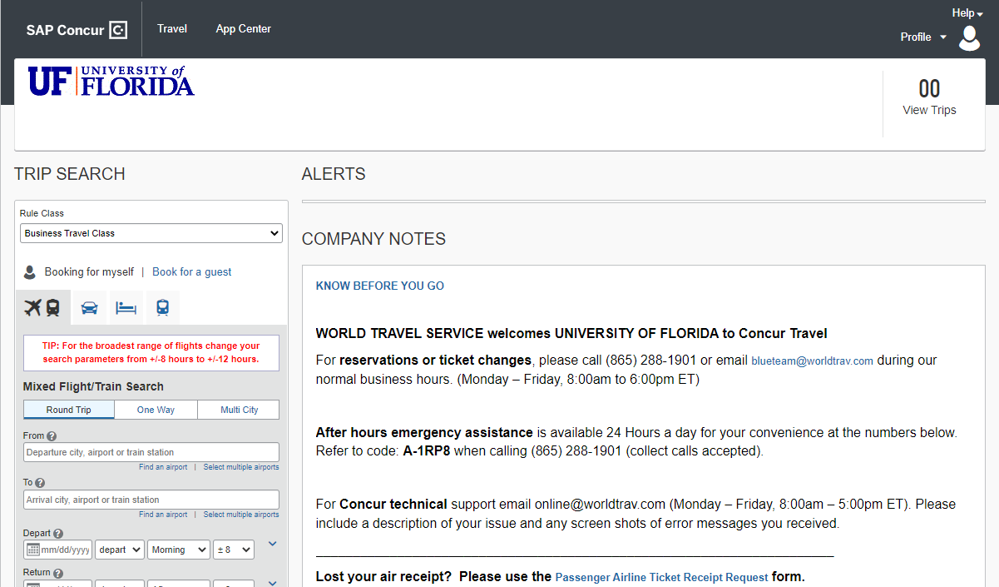 SAP Concur
Travel
App Center
Help
Profile
UF UNIVERSITY of
FLORIDA
00
View Trips
TRIP SEARCH
Rule Class
Business Travel Class
Booking for myself | Book for a guest
TIP: For the broadest range of flights change your
search parameters from +/-8 hours to +/-12 hours.
Mixed Flight/Train Search
Round Trip
One Way
Multi City
From ?
Departure city, airport or train station
Find an airport | Select multiple airports
To ?
Arrival city, airport or train station
Find an airport | Select multiple airports
Depart ?
mm/dd/yyyy
depart
Morning
± 8
Return ?
ALERTS
COMPANY NOTES
KNOW BEFORE YOU GO
WORLD TRAVEL SERVICE welcomes UNIVERSITY OF FLORIDA to Concur Travel
For reservations or ticket changes, please call (865) 288-1901 or email blueteam@worldtrav.com during our
normal business hours. (Monday – Friday, 8:00am to 6:00pm ET)
After hours emergency assistance is available 24 Hours a day for your convenience at the numbers below.
Refer to code: A-1RP8 when calling (865) 288-1901 (collect calls accepted).
For Concur technical support email online@worldtrav.com (Monday – Friday, 8:00am – 5:00pm ET). Please
include a description of your issue and any screen shots of error messages you received.
Lost your air receipt? Please use the Passenger Airline Ticket Receipt Request form.